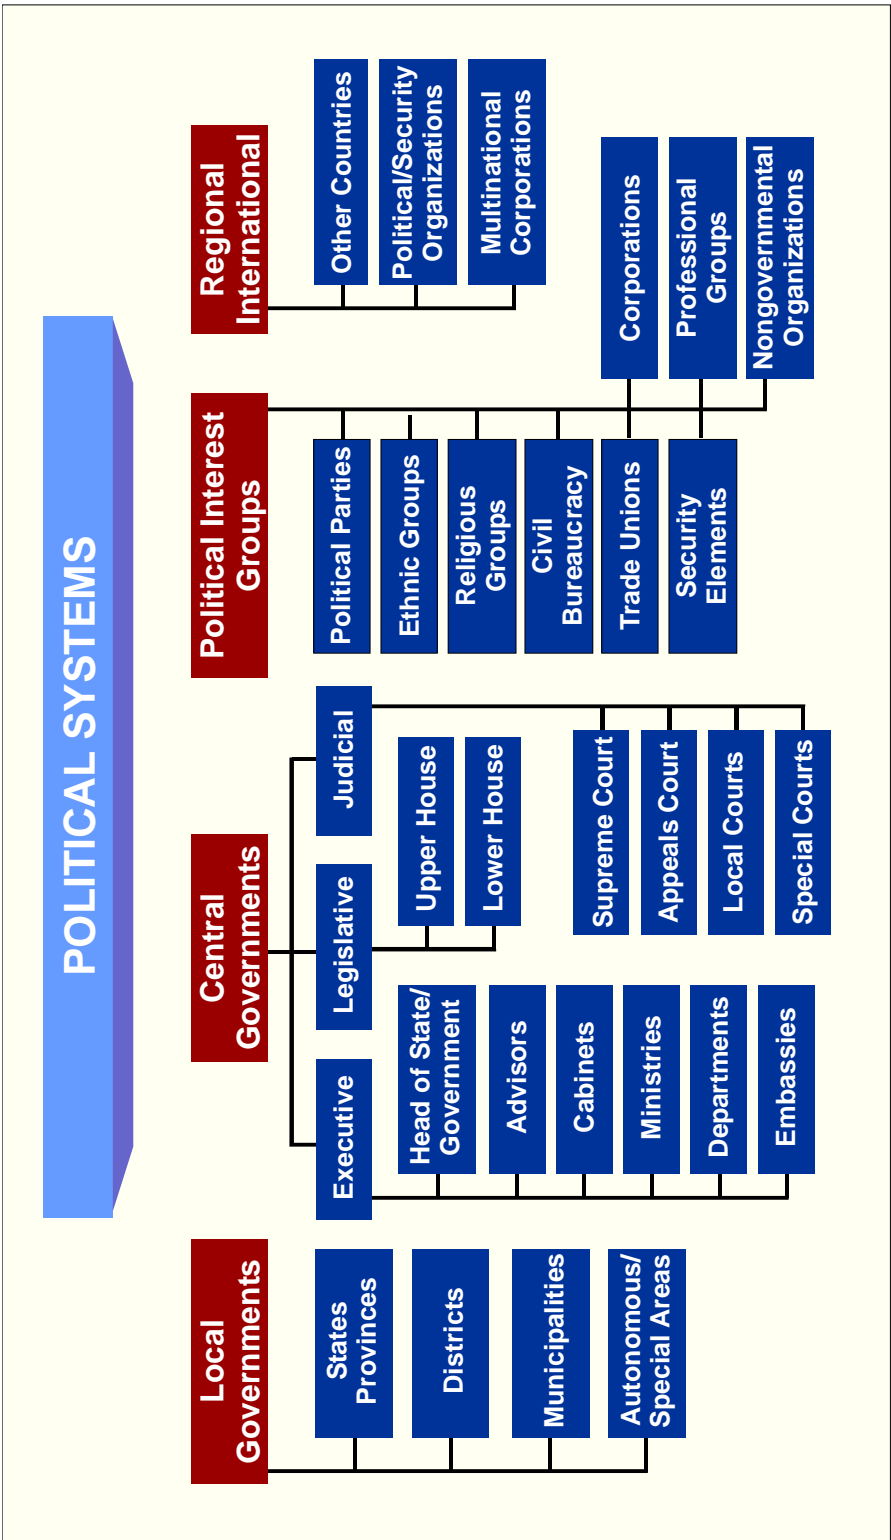 POLITICAL SYSTEMS
Local
Governments
States
Provinces
Districts
Municipalities
Autonomous/
Special Areas
Central
Governments
Executive
Head of State/
Government
Advisors
Cabinets
Ministries
Departments
Embassies
Legislative
Upper House
Lower House
Judicial
Supreme Court
Appeals Court
Local Courts
Special Courts
Political Interest
Groups
Political Parties
Ethnic Groups
Religious
Groups
Civil
Bureaucracy
Trade Unions
Security
Elements
Corporations
Professional
Groups
Nongovernmental
Organizations
Regional
International
Other Countries
Political/Security
Organizations
Multinational
Corporations